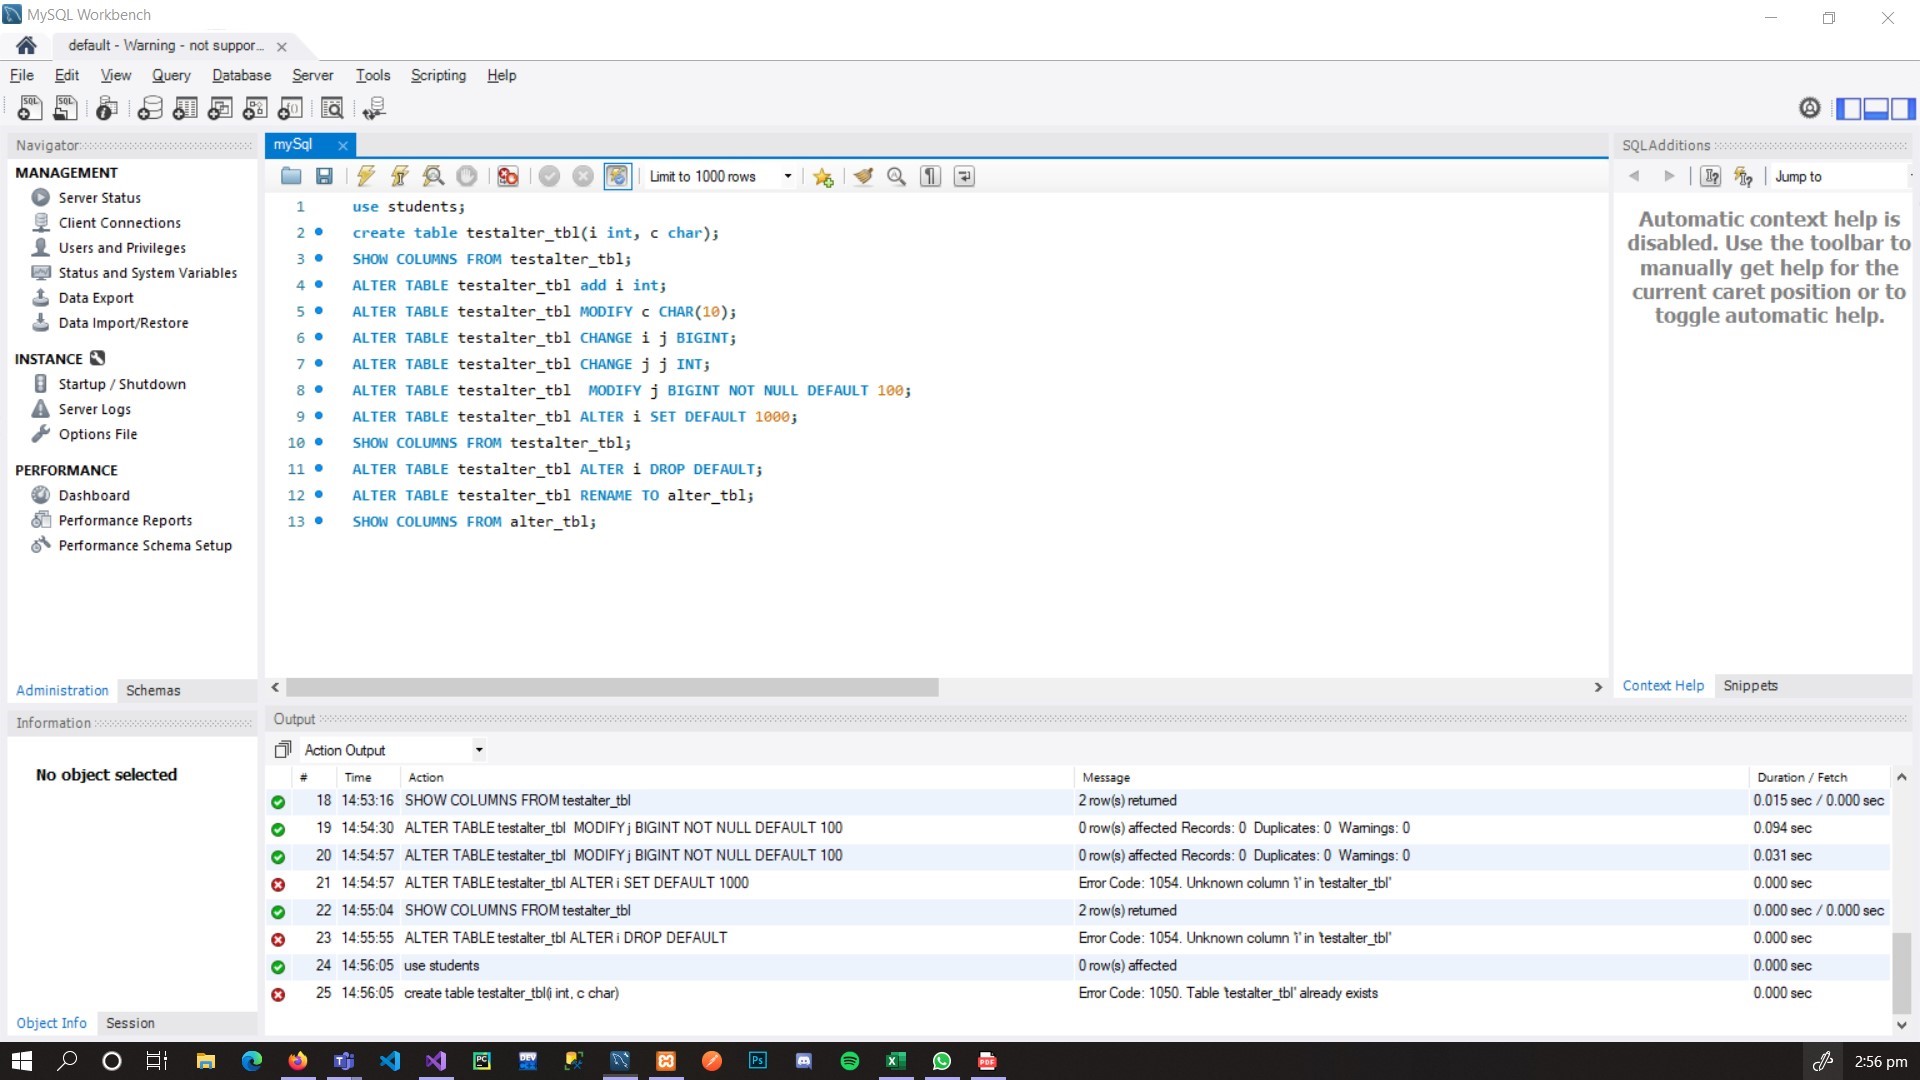 MySQL Workbench
default - Warning - not suppor...
File Edit View Query Database Server Tools Scripting Help
Navigator
MANAGEMENT
Server Status
Client Connections
Users and Privileges
Status and System Variables
Data Export
Data Import/Restore
INSTANCE
Startup / Shutdown
Server Logs
Options File
PERFORMANCE
Dashboard
Performance Reports
Performance Schema Setup
Administration Schemas
Information
No object selected
Object Info Session
mySql
Limit to 1000 rows
1 use students;
2 create table testalter_tbl(i int, c char);
3 SHOW COLUMNS FROM testalter_tbl;
4 ALTER TABLE testalter_tbl add i int;
5 ALTER TABLE testalter_tbl MODIFY c CHAR(10);
6 ALTER TABLE testalter_tbl CHANGE i j BIGINT;
7 ALTER TABLE testalter_tbl CHANGE j j INT;
8 ALTER TABLE testalter_tbl  MODIFY j BIGINT NOT NULL DEFAULT 100;
9 ALTER TABLE testalter_tbl ALTER i SET DEFAULT 1000;
10 SHOW COLUMNS FROM testalter_tbl;
11 ALTER TABLE testalter_tbl ALTER i DROP DEFAULT;
12 ALTER TABLE testalter_tbl RENAME TO alter_tbl;
13 SHOW COLUMNS FROM alter_tbl;
SQLAdditions
Jump to
Automatic context help is
disabled. Use the toolbar to
manually get help for the
current caret position or to
toggle automatic help.
Context Help Snippets
Output
Action Output
# Time Action Message Duration / Fetch
18 14:53:16 SHOW COLUMNS FROM testalter_tbl 2 row(s) returned 0.015 sec / 0.000 sec
19 14:54:30 ALTER TABLE testalter_tbl  MODIFY j BIGINT NOT NULL DEFAULT 100 0 row(s) affected Records: 0  Duplicates: 0  Warnings: 0 0.094 sec
20 14:54:57 ALTER TABLE testalter_tbl  MODIFY j BIGINT NOT NULL DEFAULT 100 0 row(s) affected Records: 0  Duplicates: 0  Warnings: 0 0.031 sec
21 14:54:57 ALTER TABLE testalter_tbl ALTER i SET DEFAULT 1000 Error Code: 1054. Unknown column 'i' in 'testalter_tbl' 0.000 sec
22 14:55:04 SHOW COLUMNS FROM testalter_tbl 2 row(s) returned 0.000 sec / 0.000 sec
23 14:55:55 ALTER TABLE testalter_tbl ALTER i DROP DEFAULT Error Code: 1054. Unknown column 'i' in 'testalter_tbl' 0.000 sec
24 14:56:05 use students 0 row(s) affected 0.000 sec
25 14:56:05 create table testalter_tbl(i int, c char) Error Code: 1050. Table 'testalter_tbl' already exists 0.000 sec
2:56 pm